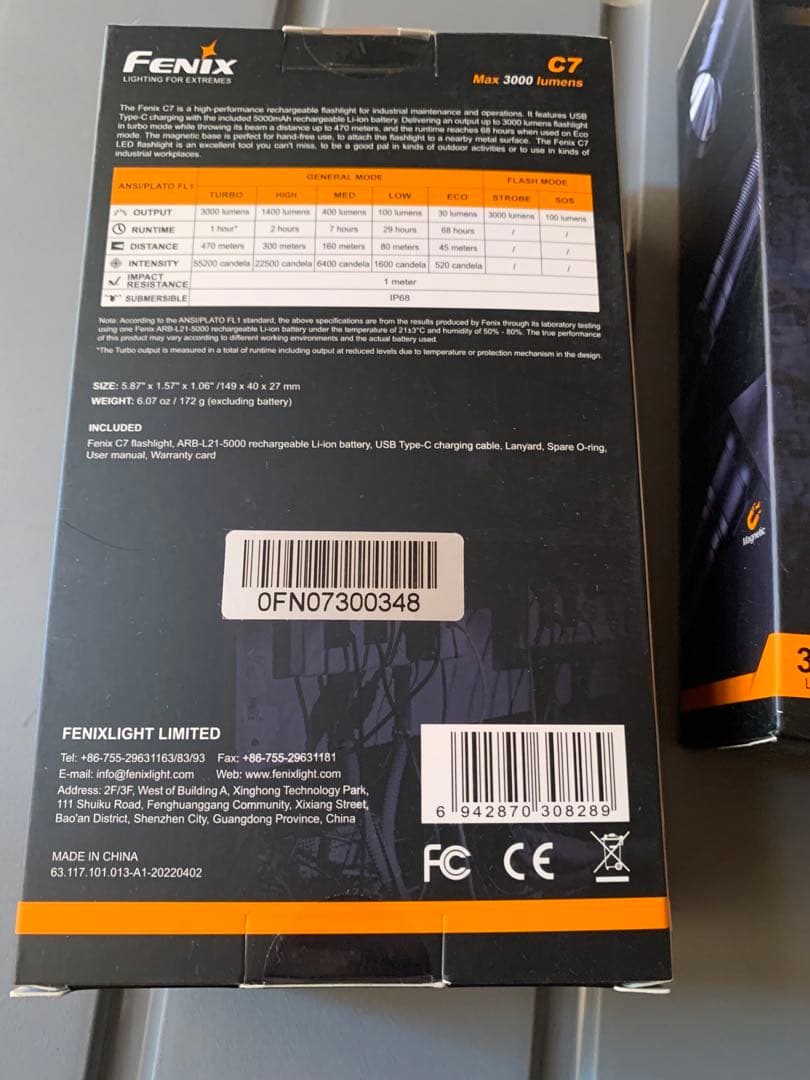 FENIX
LIGHTING FOR EXTREMES
C7
Max 3000 lumens
The Fenix C7 is a high-performance rechargeable flashlight for industrial maintenance and operations. It features USB
Type-C charging with the included 5000mAh rechargeable Li-ion battery. Delivering an output up to 3000 lumens flashlight
in turbo mode while throwing its beam a distance up to 470 meters, and the runtime reaches 68 hours when used on Eco
mode. The magnetic base is perfect for hand-free use, to attach the flashlight to a nearby metal surface. The Fenix C7
LED flashlight is an excellent tool you can't miss, to be a good pal in kinds of outdoor activities or to use in kinds of
industrial workplaces.
ANSI/PLATO FL1 GENERAL MODE FLASH MODE
TURBO HIGH MED LOW ECO STROBE SOS
OUTPUT 3000 lumens 1400 lumens 400 lumens 100 lumens 30 lumens 3000 lumens 100 lumens
RUNTIME 1 hour* 2 hours 7 hours 29 hours 68 hours / /
DISTANCE 470 meters 300 meters 160 meters 80 meters 45 meters / /
INTENSITY 55200 candela 22500 candela 6400 candela 1600 candela 520 candela / /
IMPACT
RESISTANCE 1 meter
SUBMERSIBLE IP68
Note: According to the ANSI/PLATO FL1 standard, the above specifications are from the results produced by Fenix through its laboratory testing
using one Fenix ARB-L21-5000 rechargeable Li-ion battery under the temperature of 21±3°C and humidity of 50% - 80%. The true performance
of this product may vary according to different working environments and the actual battery used.
*The Turbo output is measured in a total of runtime including output at reduced levels due to temperature or protection mechanism in the design.
SIZE: 5.87" x 1.57" x 1.06" /149 x 40 x 27 mm
WEIGHT: 6.07 oz / 172 g (excluding battery)
INCLUDED
Fenix C7 flashlight, ARB-L21-5000 rechargeable Li-ion battery, USB Type-C charging cable, Lanyard, Spare O-ring,
User manual, Warranty card
0FN07300348
FENIXLIGHT LIMITED
Tel: +86-755-29631163/83/93 Fax: +86-755-29631181
E-mail: info@fenixlight.com Web: www.fenixlight.com
Address: 2F/3F, West of Building A, Xinghong Technology Park,
111 Shuiku Road, Fenghuanggang Community, Xixiang Street,
Bao'an District, Shenzhen City, Guangdong Province, China
6 942870 308289
MADE IN CHINA
63.117.101.013-A1-20220402
FC CE
Magnetic
3
L